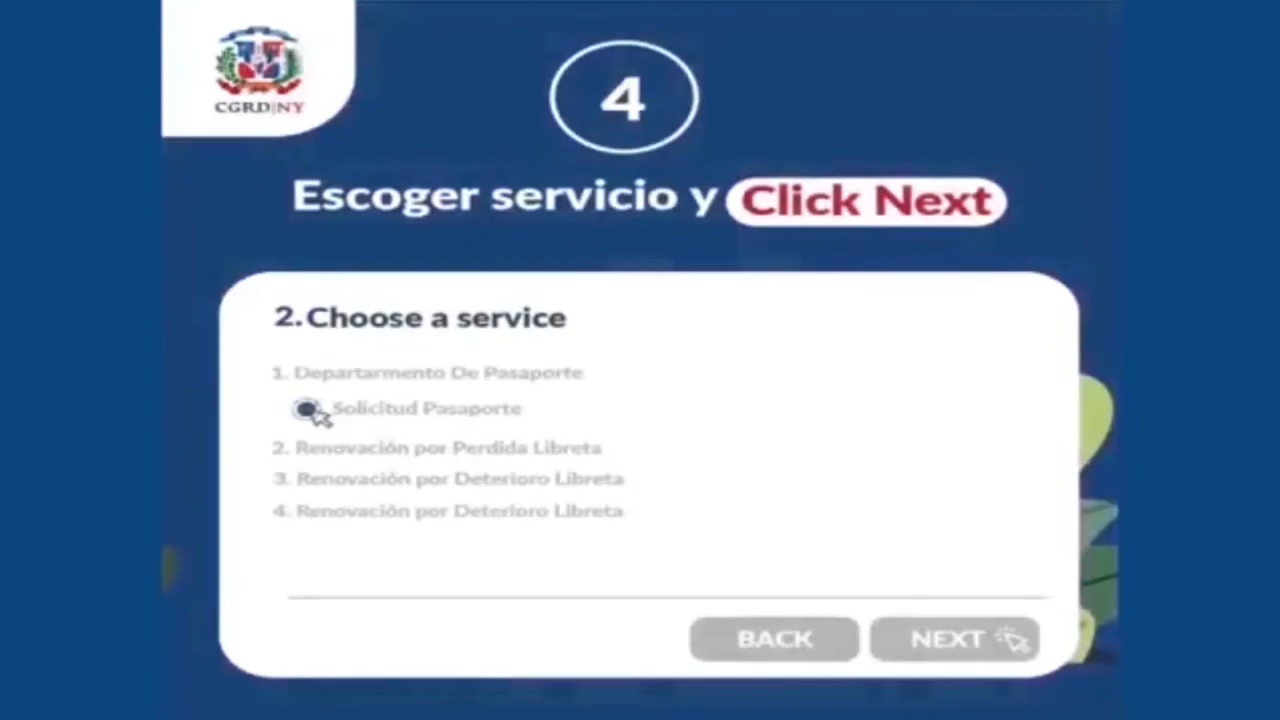 CGRD|NY
4
Escoger servicio y Click Next
2. Choose a service
1. Departarmento De Pasaporte
Solicitud Pasaporte
2. Renovación por Perdida Libreta
3. Renovación por Deterioro Libreta
4. Renovación por Deterioro Libreta
BACK NEXT